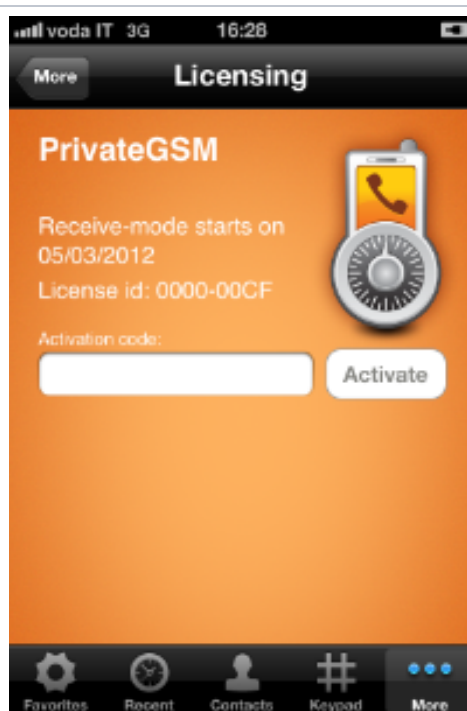 voda IT 3G 16:28
More Licensing
PrivateGSM
Receive-mode starts on
05/03/2012
License id: 0000-00CF
Activation code:
Activate
Favorites Recent Contacts Keypad More